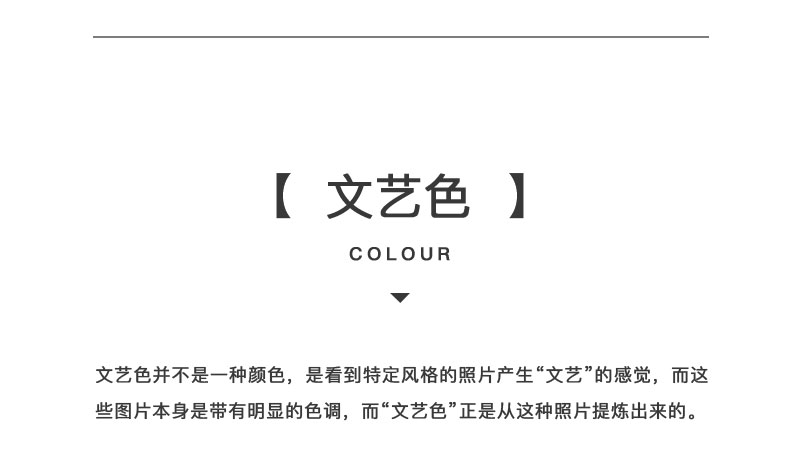 【 文艺色 】
COLOUR
文艺色并不是一种颜色，是看到特定风格的照片产生“文艺”的感觉，而这
些图片本身是带有明显的色调，而“文艺色”正是从这种照片提炼出来的。